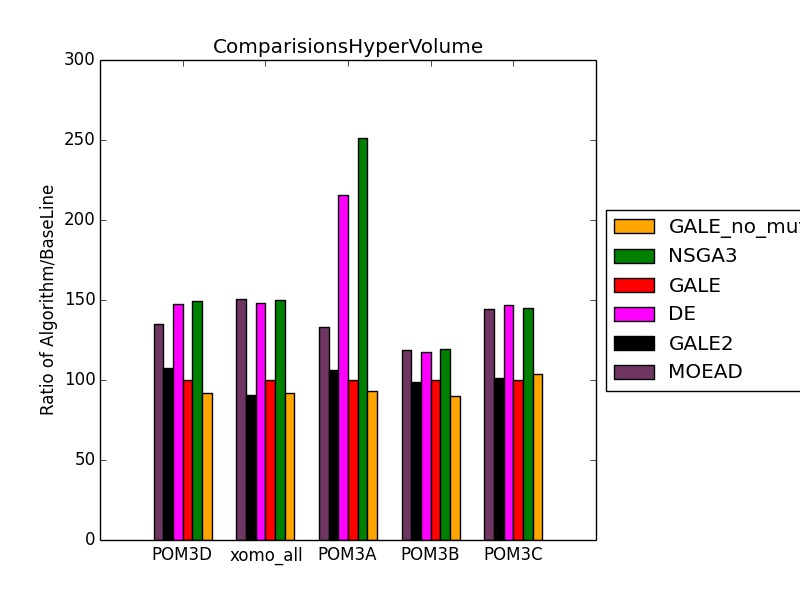 ComparisionsHyperVolume
Ratio of Algorithm/BaseLine
300
250
200
150
100
50
0
POM3D xomo_all POM3A POM3B POM3C
GALE_no_mut
NSGA3
GALE
DE
GALE2
MOEAD